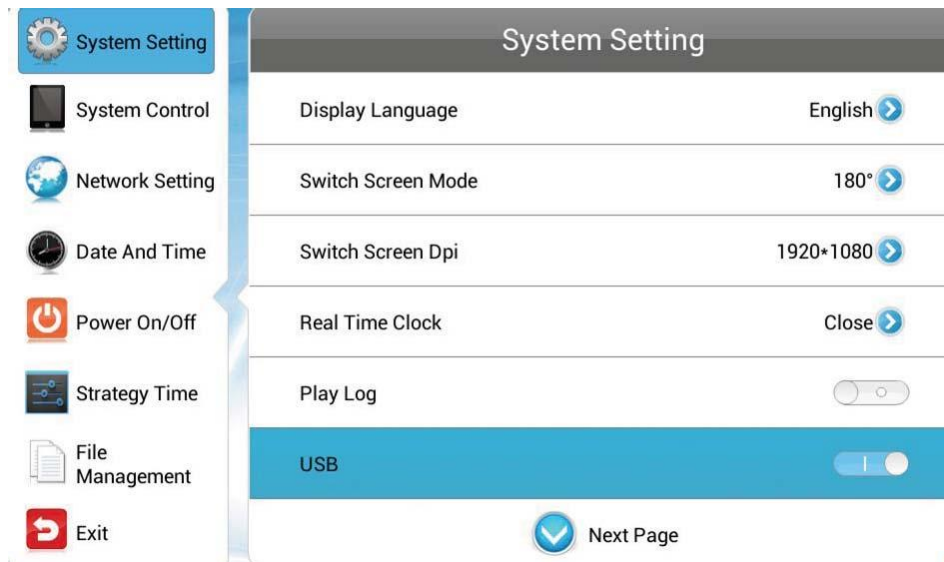 System Setting
System Control
Network Setting
Date And Time
Power On/Off
Strategy Time
File
Management
Exit
System Setting
Display Language English
Switch Screen Mode 180°
Switch Screen Dpi 1920*1080
Real Time Clock Close
Play Log
USB
Next Page